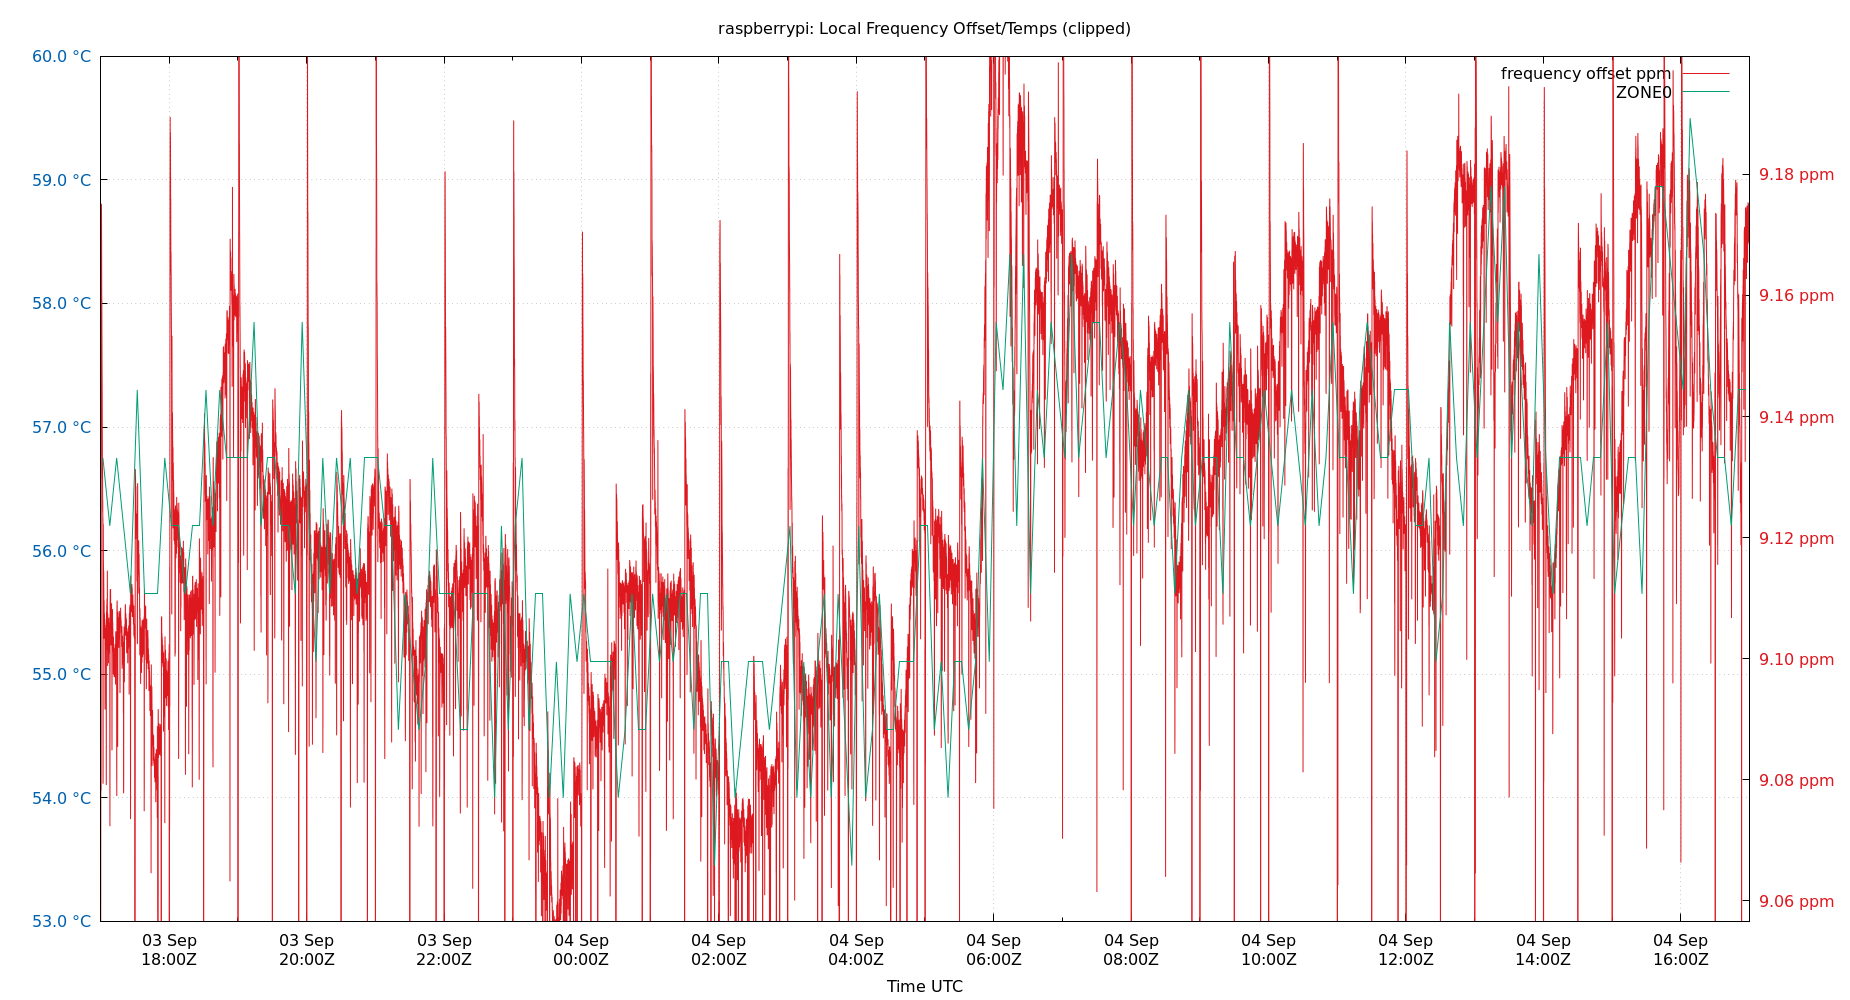 raspberrypi: Local Frequency Offset/Temps (clipped)
60.0 °C
59.0 °C
58.0 °C
57.0 °C
56.0 °C
55.0 °C
54.0 °C
53.0 °C
frequency offset ppm
ZONE0
9.18 ppm
9.16 ppm
9.14 ppm
9.12 ppm
9.10 ppm
9.08 ppm
9.06 ppm
03 Sep
18:00Z
03 Sep
20:00Z
03 Sep
22:00Z
04 Sep
00:00Z
04 Sep
02:00Z
04 Sep
04:00Z
04 Sep
06:00Z
04 Sep
08:00Z
04 Sep
10:00Z
04 Sep
12:00Z
04 Sep
14:00Z
04 Sep
16:00Z
Time UTC